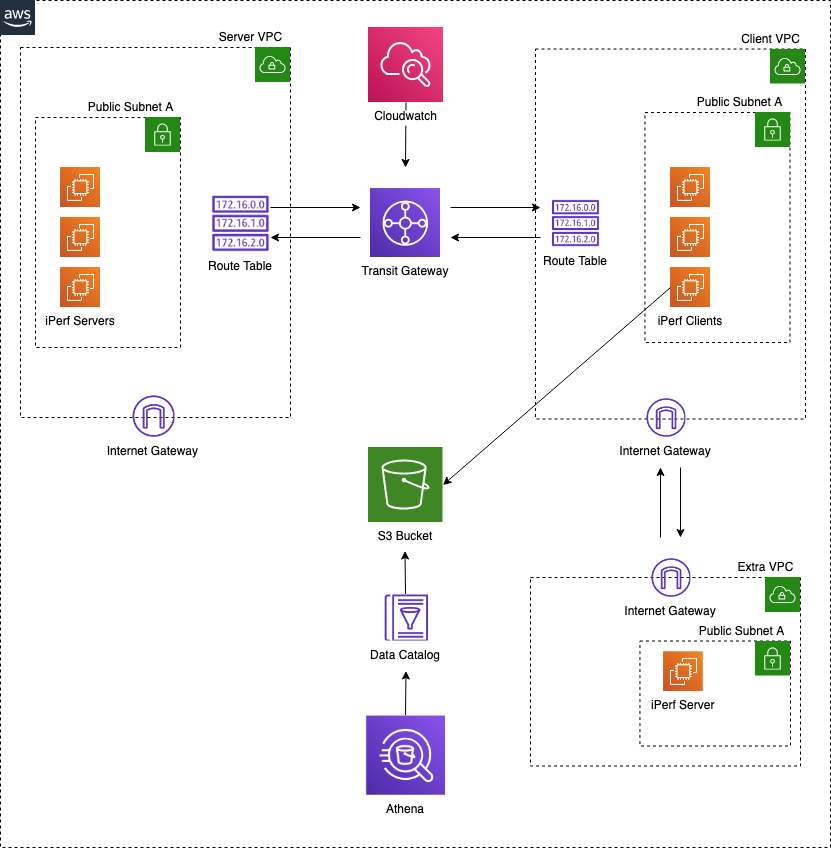 aws
Server VPC
Client VPC
Public Subnet A
Cloudwatch
Public Subnet A
172.16.0.0
172.16.1.0
172.16.2.0
Route Table
Transit Gateway
172.16.0.0
172.16.1.0
172.16.2.0
Route Table
iPerf Servers
iPerf Clients
Internet Gateway
Internet Gateway
S3 Bucket
Extra VPC
Internet Gateway
Public Subnet A
Data Catalog
iPerf Server
Athena